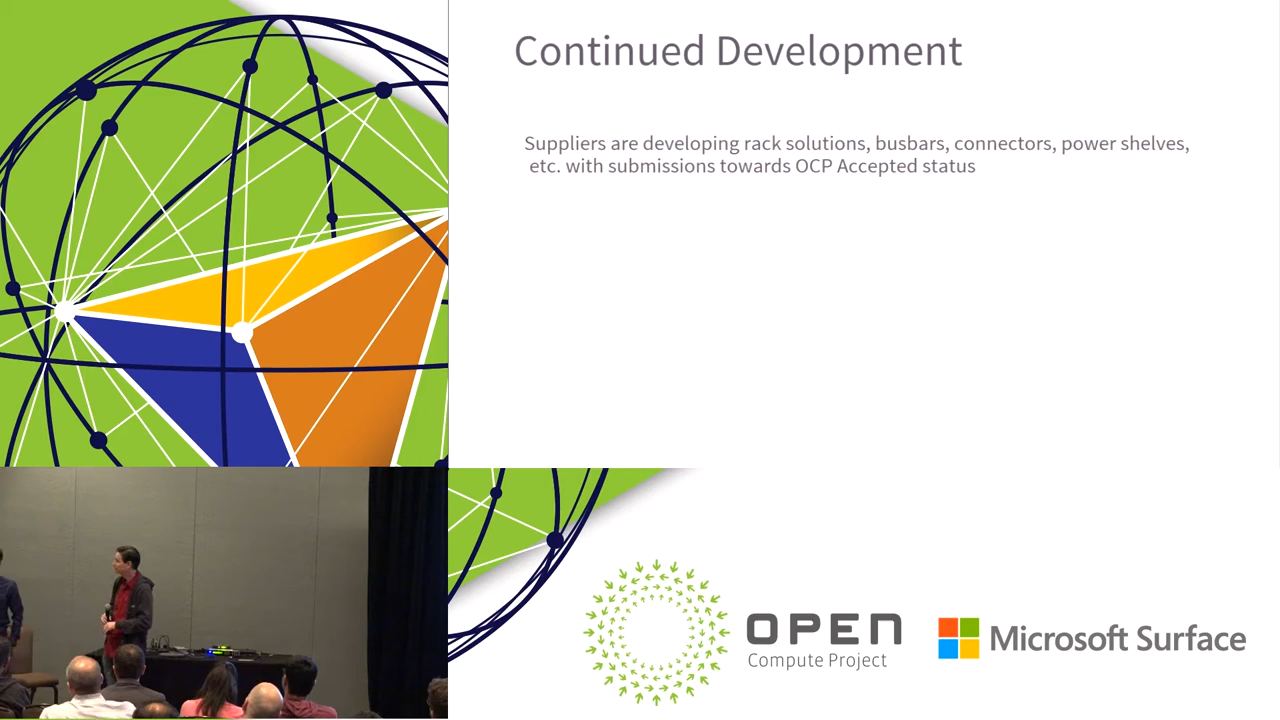 Continued Development
Suppliers are developing rack solutions, busbars, connectors, power shelves,
etc. with submissions towards OCP Accepted status
OPEN
Compute Project
Microsoft Surface